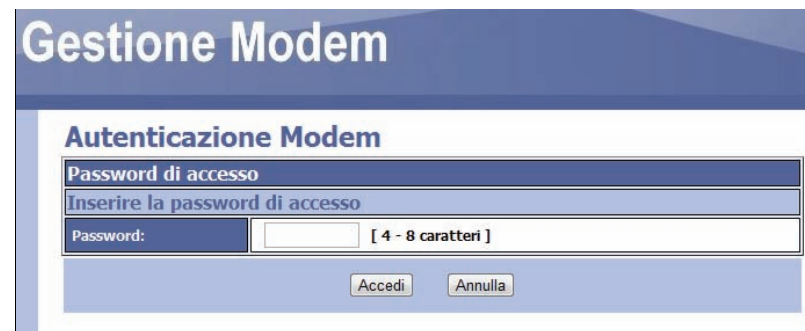 Gestione Modem
Autenticazione Modem
Password di accesso
Inserire la password di accesso
Password: [ 4 - 8 caratteri ]
Accedi Annulla